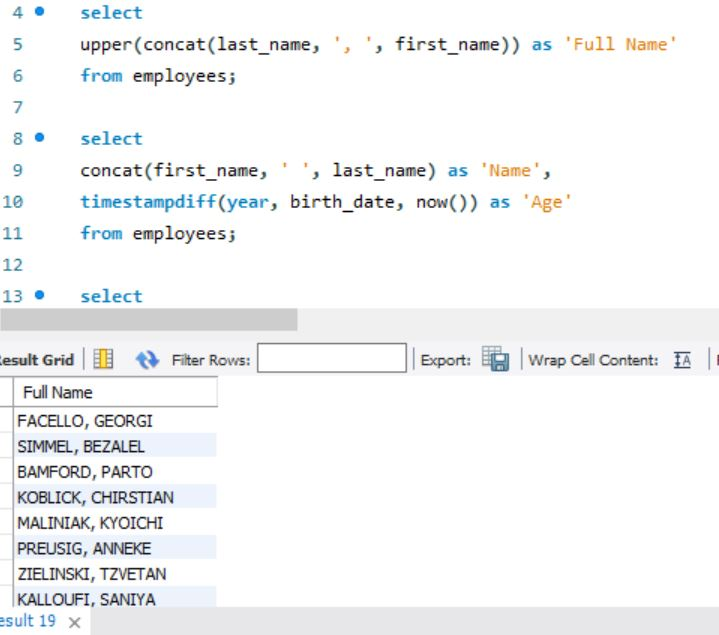 4 select
5 upper(concat(last_name, ', ', first_name)) as 'Full Name'
6 from employees;
7
8 select
9 concat(first_name, ' ', last_name) as 'Name',
10 timestampdiff(year, birth_date, now()) as 'Age'
11 from employees;
12
13 select
esult Grid Filter Rows: Export: Wrap Cell Content: IA
Full Name
FACELLO, GEORGI
SIMMEL, BEZALEL
BAMFORD, PARTO
KOBLICK, CHIRSTIAN
MALINIAK, KYOICHI
PREUSIG, ANNEKE
ZIELINSKI, TZVETAN
KALLOUFI, SANIYA
esult 19 ×